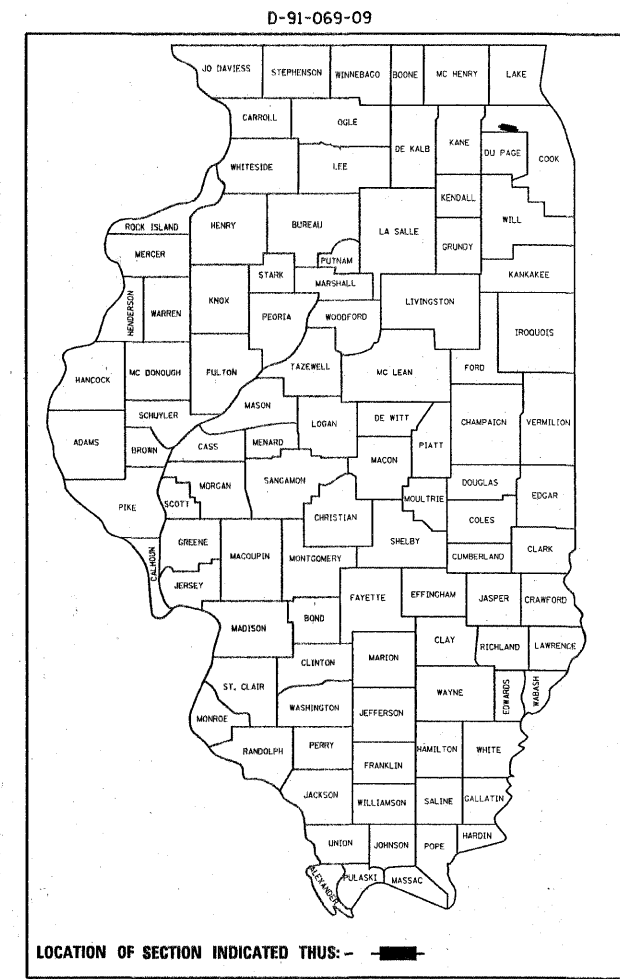 D-91-069-09
JO DAVIESS STEPHENSON WINNEBAGO BOONE MC HENRY LAKE
CARROLL OGLE DE KALB KANE DU PAGE COOK
WHITESIDE LEE
KENDALL WILL
ROCK ISLAND HENRY BUREAU LA SALLE GRUNDY
MERCER PUTNAM KANKAKEE
STARK MARSHALL
HENDERSON WARREN KNOX PEORIA WOODFORD LIVINGSTON IROQUOIS
HANCOCK MC DONOUGH FULTON TAZEWELL MC LEAN FORD
SCHUYLER MASON LOGAN DE WITT PIATT CHAMPAIGN VERMILION
ADAMS BROWN CASS MENARD MACON
MORGAN SANGAMON MOULTRIE DOUGLAS EDGAR
PIKE SCOTT CHRISTIAN COLES
GREENE MACOUPIN MONTGOMERY SHELBY CUMBERLAND CLARK
CALHOUN JERSEY
BOND FAYETTE EFFINGHAM JASPER CRAWFORD
MADISON CLAY RICHLAND LAWRENCE
CLINTON MARION
ST. CLAIR WASHINGTON WAYNE EDWARDS WABASH
MONROE JEFFERSON
RANDOLPH PERRY HAMILTON WHITE
FRANKLIN
JACKSON WILLIAMSON SALINE GALLATIN
UNION JOHNSON POPE HARDIN
ALEXANDER PULASKI MASSAC
LOCATION OF SECTION INDICATED THUS: -